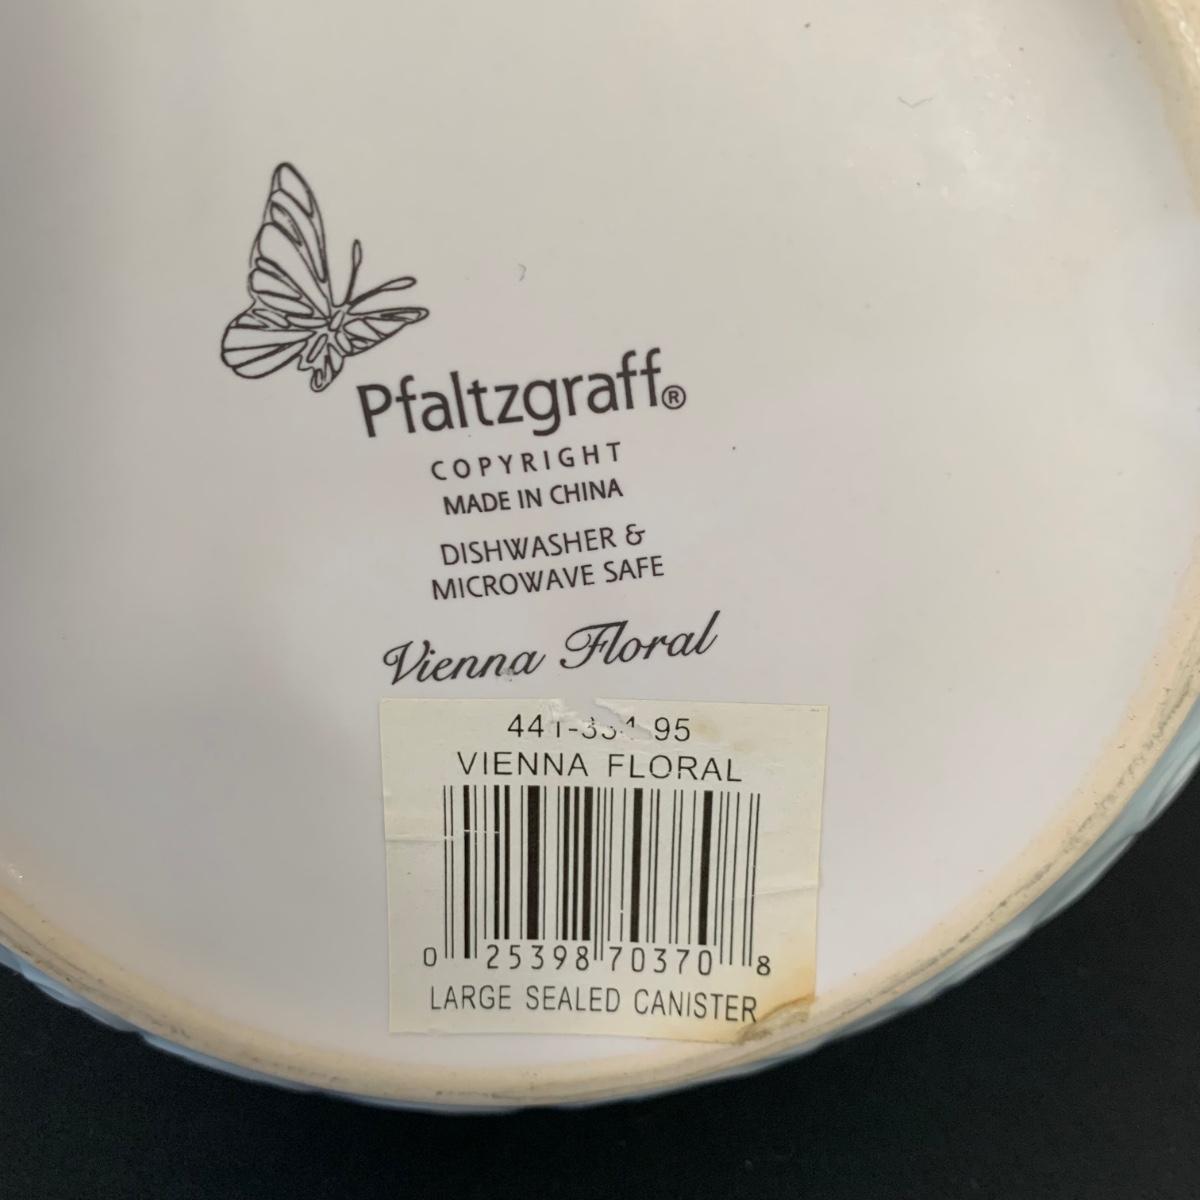 Pfaltzgraff®
COPYRIGHT
MADE IN CHINA
DISHWASHER &
MICROWAVE SAFE
Vienna Floral
VIENNA FLORAL
0 25398 70370 8
LARGE SEALED CANISTER